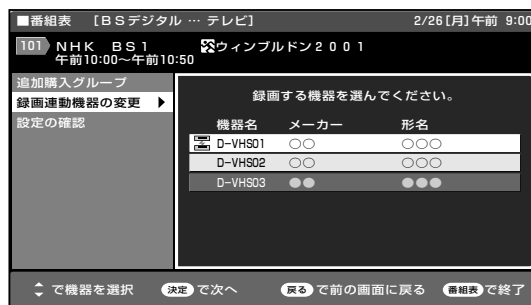 ■番組表　[BSデジタル … テレビ]　2/26[月]午前 9:00
101 NHK BS1　ウィンブルドン2001
午前10:00～午前10:50
追加購入グループ
録画連動機器の変更 ▶
設定の確認
録画する機器を選んでください。
機器名　メーカー　形名
D-VHS01　○○　○○○
D-VHS02　○○　○○○
D-VHS03　●●　●●●
で機器を選択　決定 で次へ　戻る で前の画面に戻る　番組表 で終了